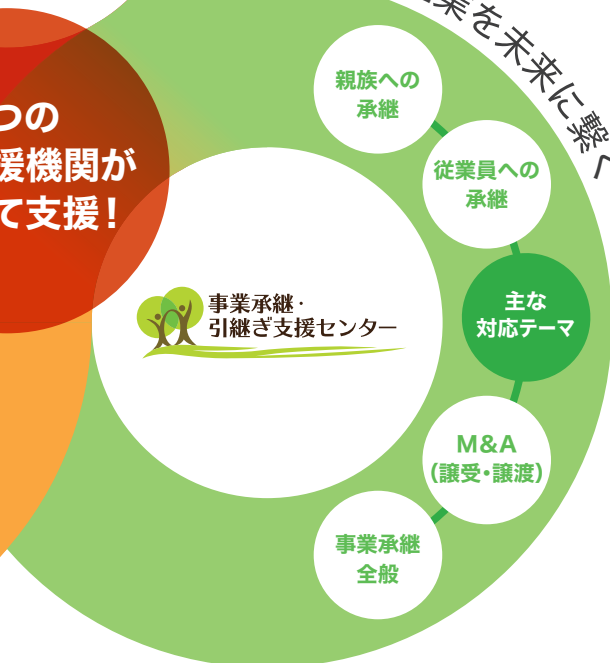 業を未来に繋ぐ
つの
援機関が
て支援!
親族への
承継
従業員への
承継
主な
対応テーマ
M&A
(譲受・譲渡)
事業承継
全般
事業承継・
引継ぎ支援センター